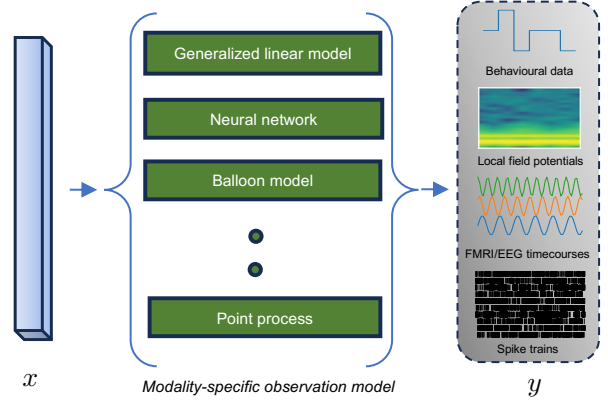 Generalized linear model
Neural network
Balloon model
Point process
x
Modality-specific observation model
Behavioural data
Local field potentials
FMRI/EEG timecourses
Spike trains
y